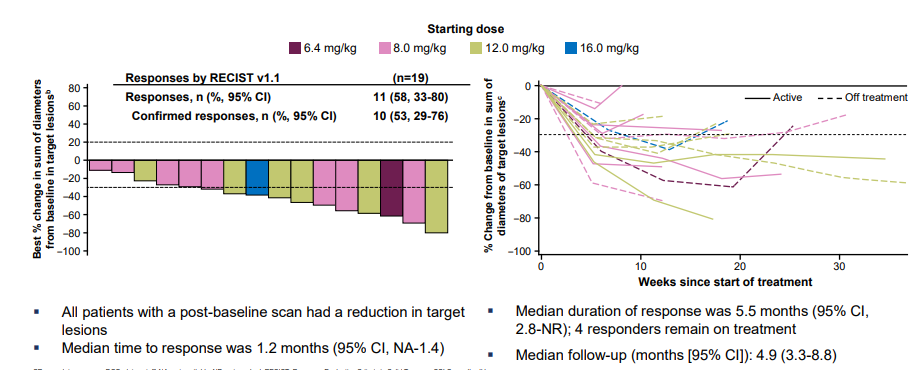 Starting dose
6.4 mg/kg 8.0 mg/kg 12.0 mg/kg 16.0 mg/kg
Best % change in sum of diameters
from baseline in target lesionsᵇ
80
60
40
20
0
−20
−40
−60
−80
−100
Responses by RECIST v1.1 (n=19)
Responses, n (%, 95% CI) 11 (58, 33-80)
Confirmed responses, n (%, 95% CI) 10 (53, 29-76)
% Change from baseline in sum of
diameters of target lesionsᶜ
0
−20
−40
−60
−80
−100
Active Off treatment
0 10 20 30
Weeks since start of treatment
▪ All patients with a post-baseline scan had a reduction in target
lesions
▪ Median time to response was 1.2 months (95% CI, NA-1.4)
▪ Median duration of response was 5.5 months (95% CI,
2.8-NR); 4 responders remain on treatment
▪ Median follow-up (months [95% CI]): 4.9 (3.3-8.8)